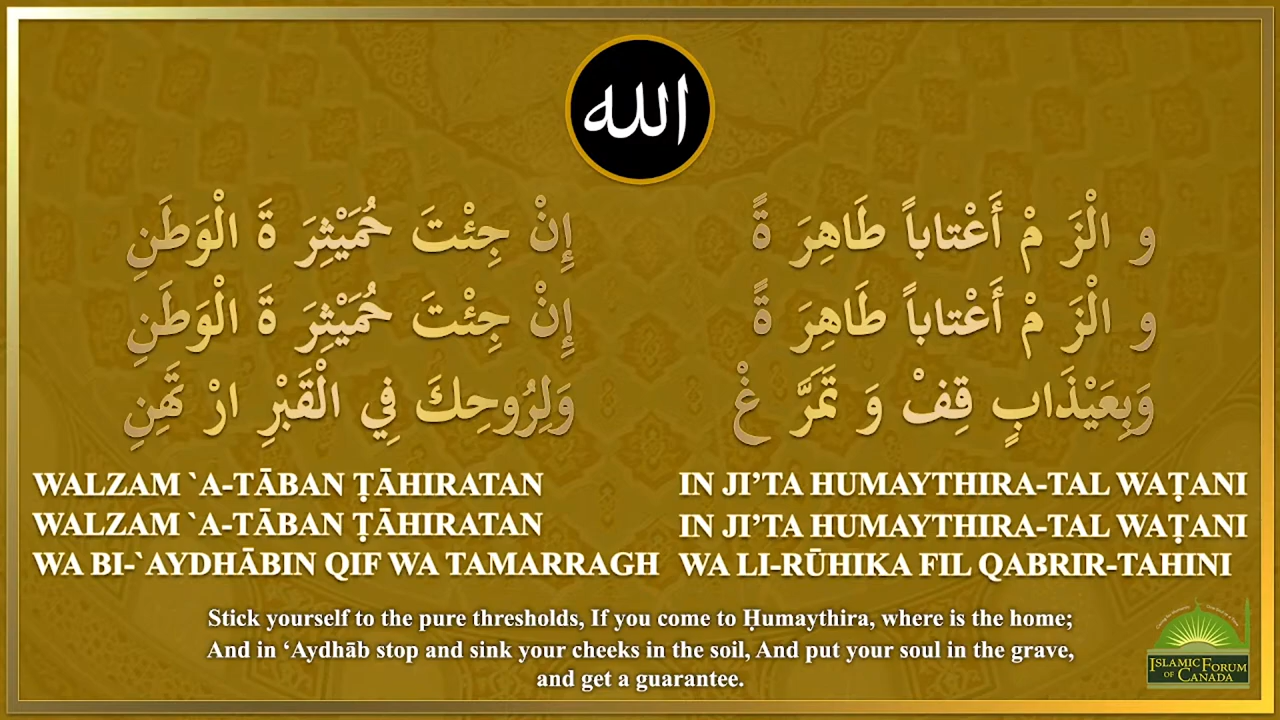 الله
و الْزَ مْ أَعْتاباً طَاهِرَ ةً إِنْ جِئْتَ حُمَيْثِرَ ةَ الْوَطَنِ
و الْزَ مْ أَعْتاباً طَاهِرَ ةً إِنْ جِئْتَ حُمَيْثِرَ ةَ الْوَطَنِ
وَبِعَيْذَابٍ قِفْ وَ تَمَرَّ غْ وَلِرُوحِكَ فِي الْقَبْرِ ارْ تَهَنِ
WALZAM `A-TĀBAN ṬĀHIRATAN IN JI’TA HUMAYTHIRA-TAL WAṬANI
WALZAM `A-TĀBAN ṬĀHIRATAN IN JI’TA HUMAYTHIRA-TAL WAṬANI
WA BI-`AYDHĀBIN QIF WA TAMARRAGH WA LI-RŪHIKA FIL QABRIR-TAHINI
Stick yourself to the pure thresholds, If you come to Ḥumaythira, where is the home;
And in ‘Aydhāb stop and sink your cheeks in the soil, And put your soul in the grave,
and get a guarantee.
ISLAMIC FORUM
OF CANADA